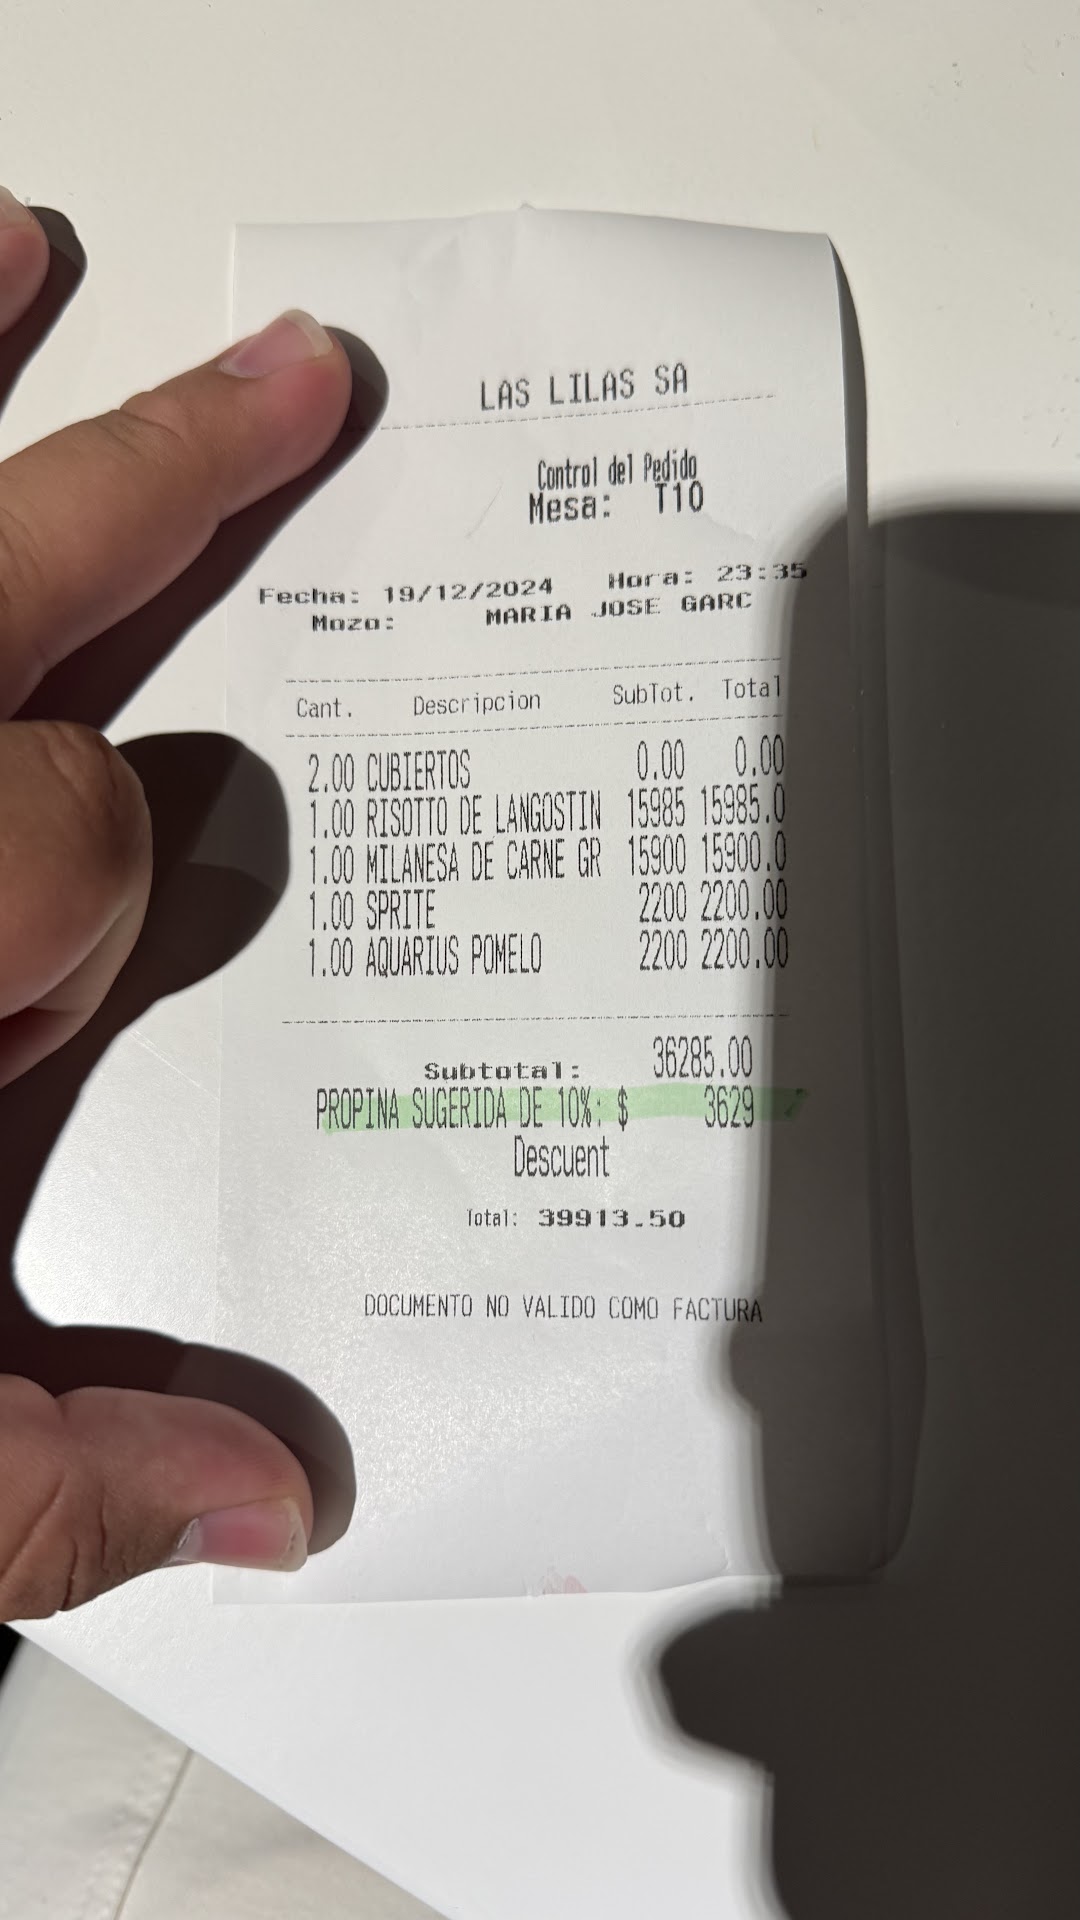 LAS LILAS SA
Control del Pedido
Mesa: T10
Fecha: 19/12/2024 Hora: 23:35
Mozo: MARIA JOSE GARC
Cant. Descripcion SubTot. Total
2.00 CUBIERTOS 0.00 0.00
1.00 RISOTTO DE LANGOSTIN 15985 15985.0
1.00 MILANESA DE CARNE GR 15900 15900.0
1.00 SPRITE 2200 2200.00
1.00 AQUARIUS POMELO 2200 2200.00
Subtotal: 36285.00
PROPINA SUGERIDA DE 10%: $ 3629
Descuent
Total: 39913.50
DOCUMENTO NO VALIDO COMO FACTURA